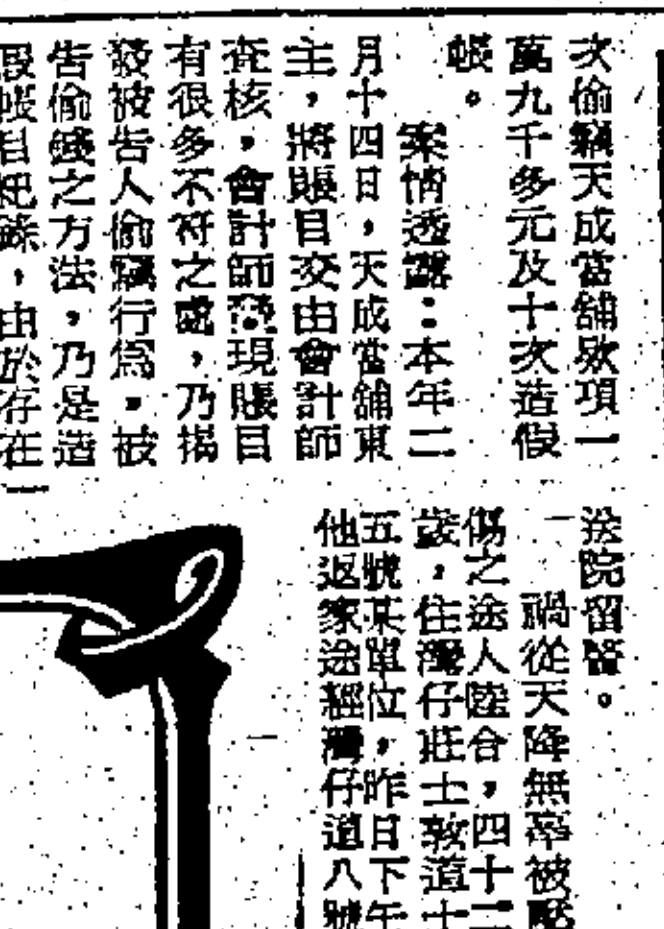 次偷竊天成當舖欵項一
萬九千多元及十次造假
帳。
案情透露：本年二
月十四日，天成當舖東
主，將賬目交由會計師
查核，會計師發現賬目
有很多不符之處，乃揭
發被告人偷竊行爲。被
告偷錢之方法，乃是造
假帳目紀錄，由於存在
送院留醫。
禍從天降無辜被壓
傷之途人陸合，四十二
歲，住灣仔莊士敦道十
五號某單位，昨日下午
他返家途經灣仔道八號